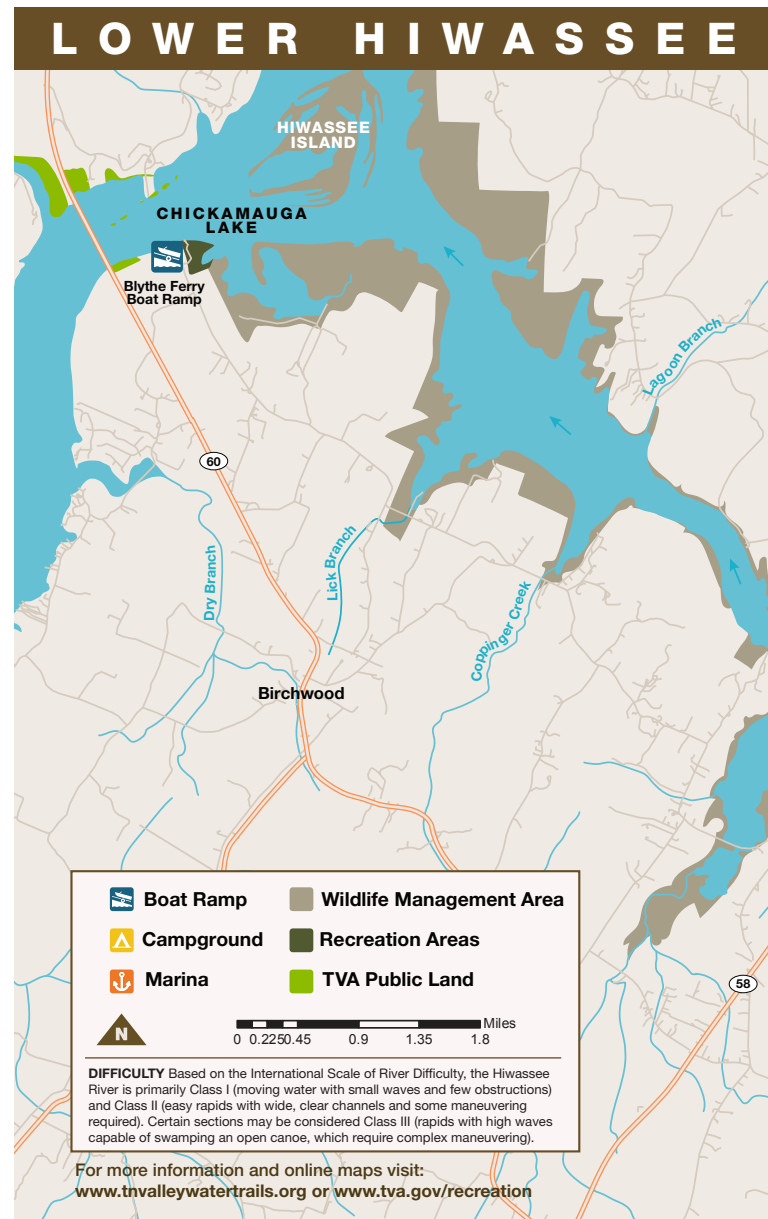 LOWER HIWASSEE
HIWASSEE
ISLAND
CHICKAMAUGA
LAKE
Blythe Ferry
Boat Ramp
Lagoon Branch
60
Lick Branch
Dry Branch
Coppinger Creek
Birchwood
Boat Ramp
Wildlife Management Area
Campground
Recreation Areas
Marina
TVA Public Land
58
N
Miles
0 0.225 0.45 0.9 1.35 1.8
DIFFICULTY Based on the International Scale of River Difficulty, the Hiwassee
River is primarily Class I (moving water with small waves and few obstructions)
and Class II (easy rapids with wide, clear channels and some maneuvering
required). Certain sections may be considered Class III (rapids with high waves
capable of swamping an open canoe, which require complex maneuvering).
For more information and online maps visit:
www.tnvalleywatertrails.org or www.tva.gov/recreation